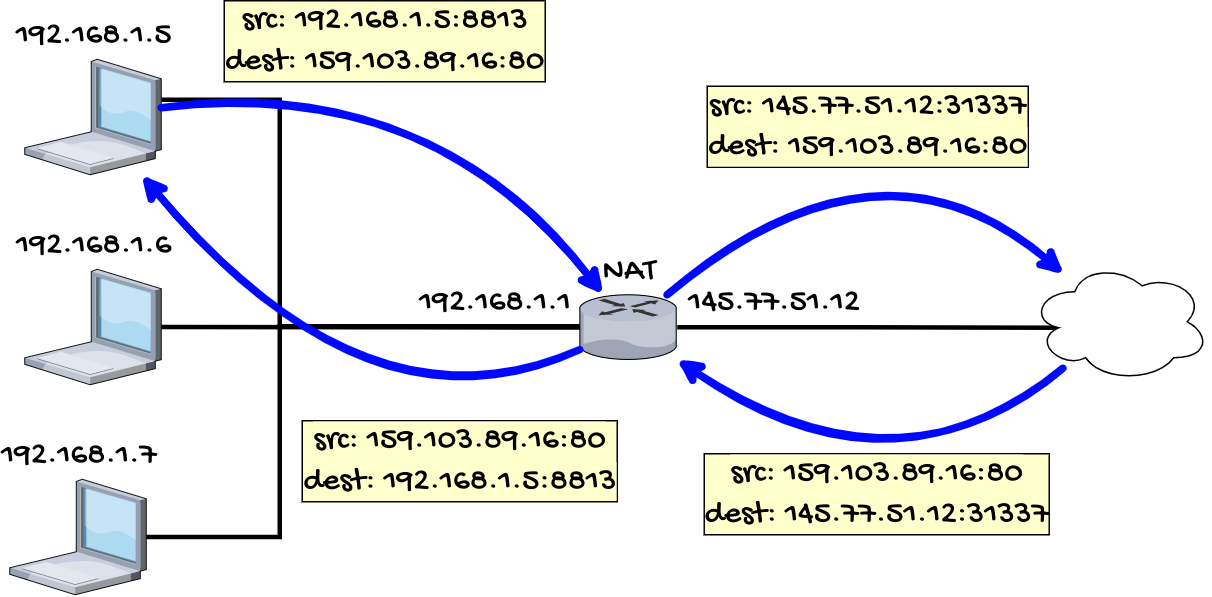 192.168.1.5
src: 192.168.1.5:8813
dest: 159.103.89.16:80
src: 145.77.51.12:31337
dest: 159.103.89.16:80
192.168.1.6
NAT
192.168.1.1
145.77.51.12
192.168.1.7
src: 159.103.89.16:80
dest: 192.168.1.5:8813
src: 159.103.89.16:80
dest: 145.77.51.12:31337